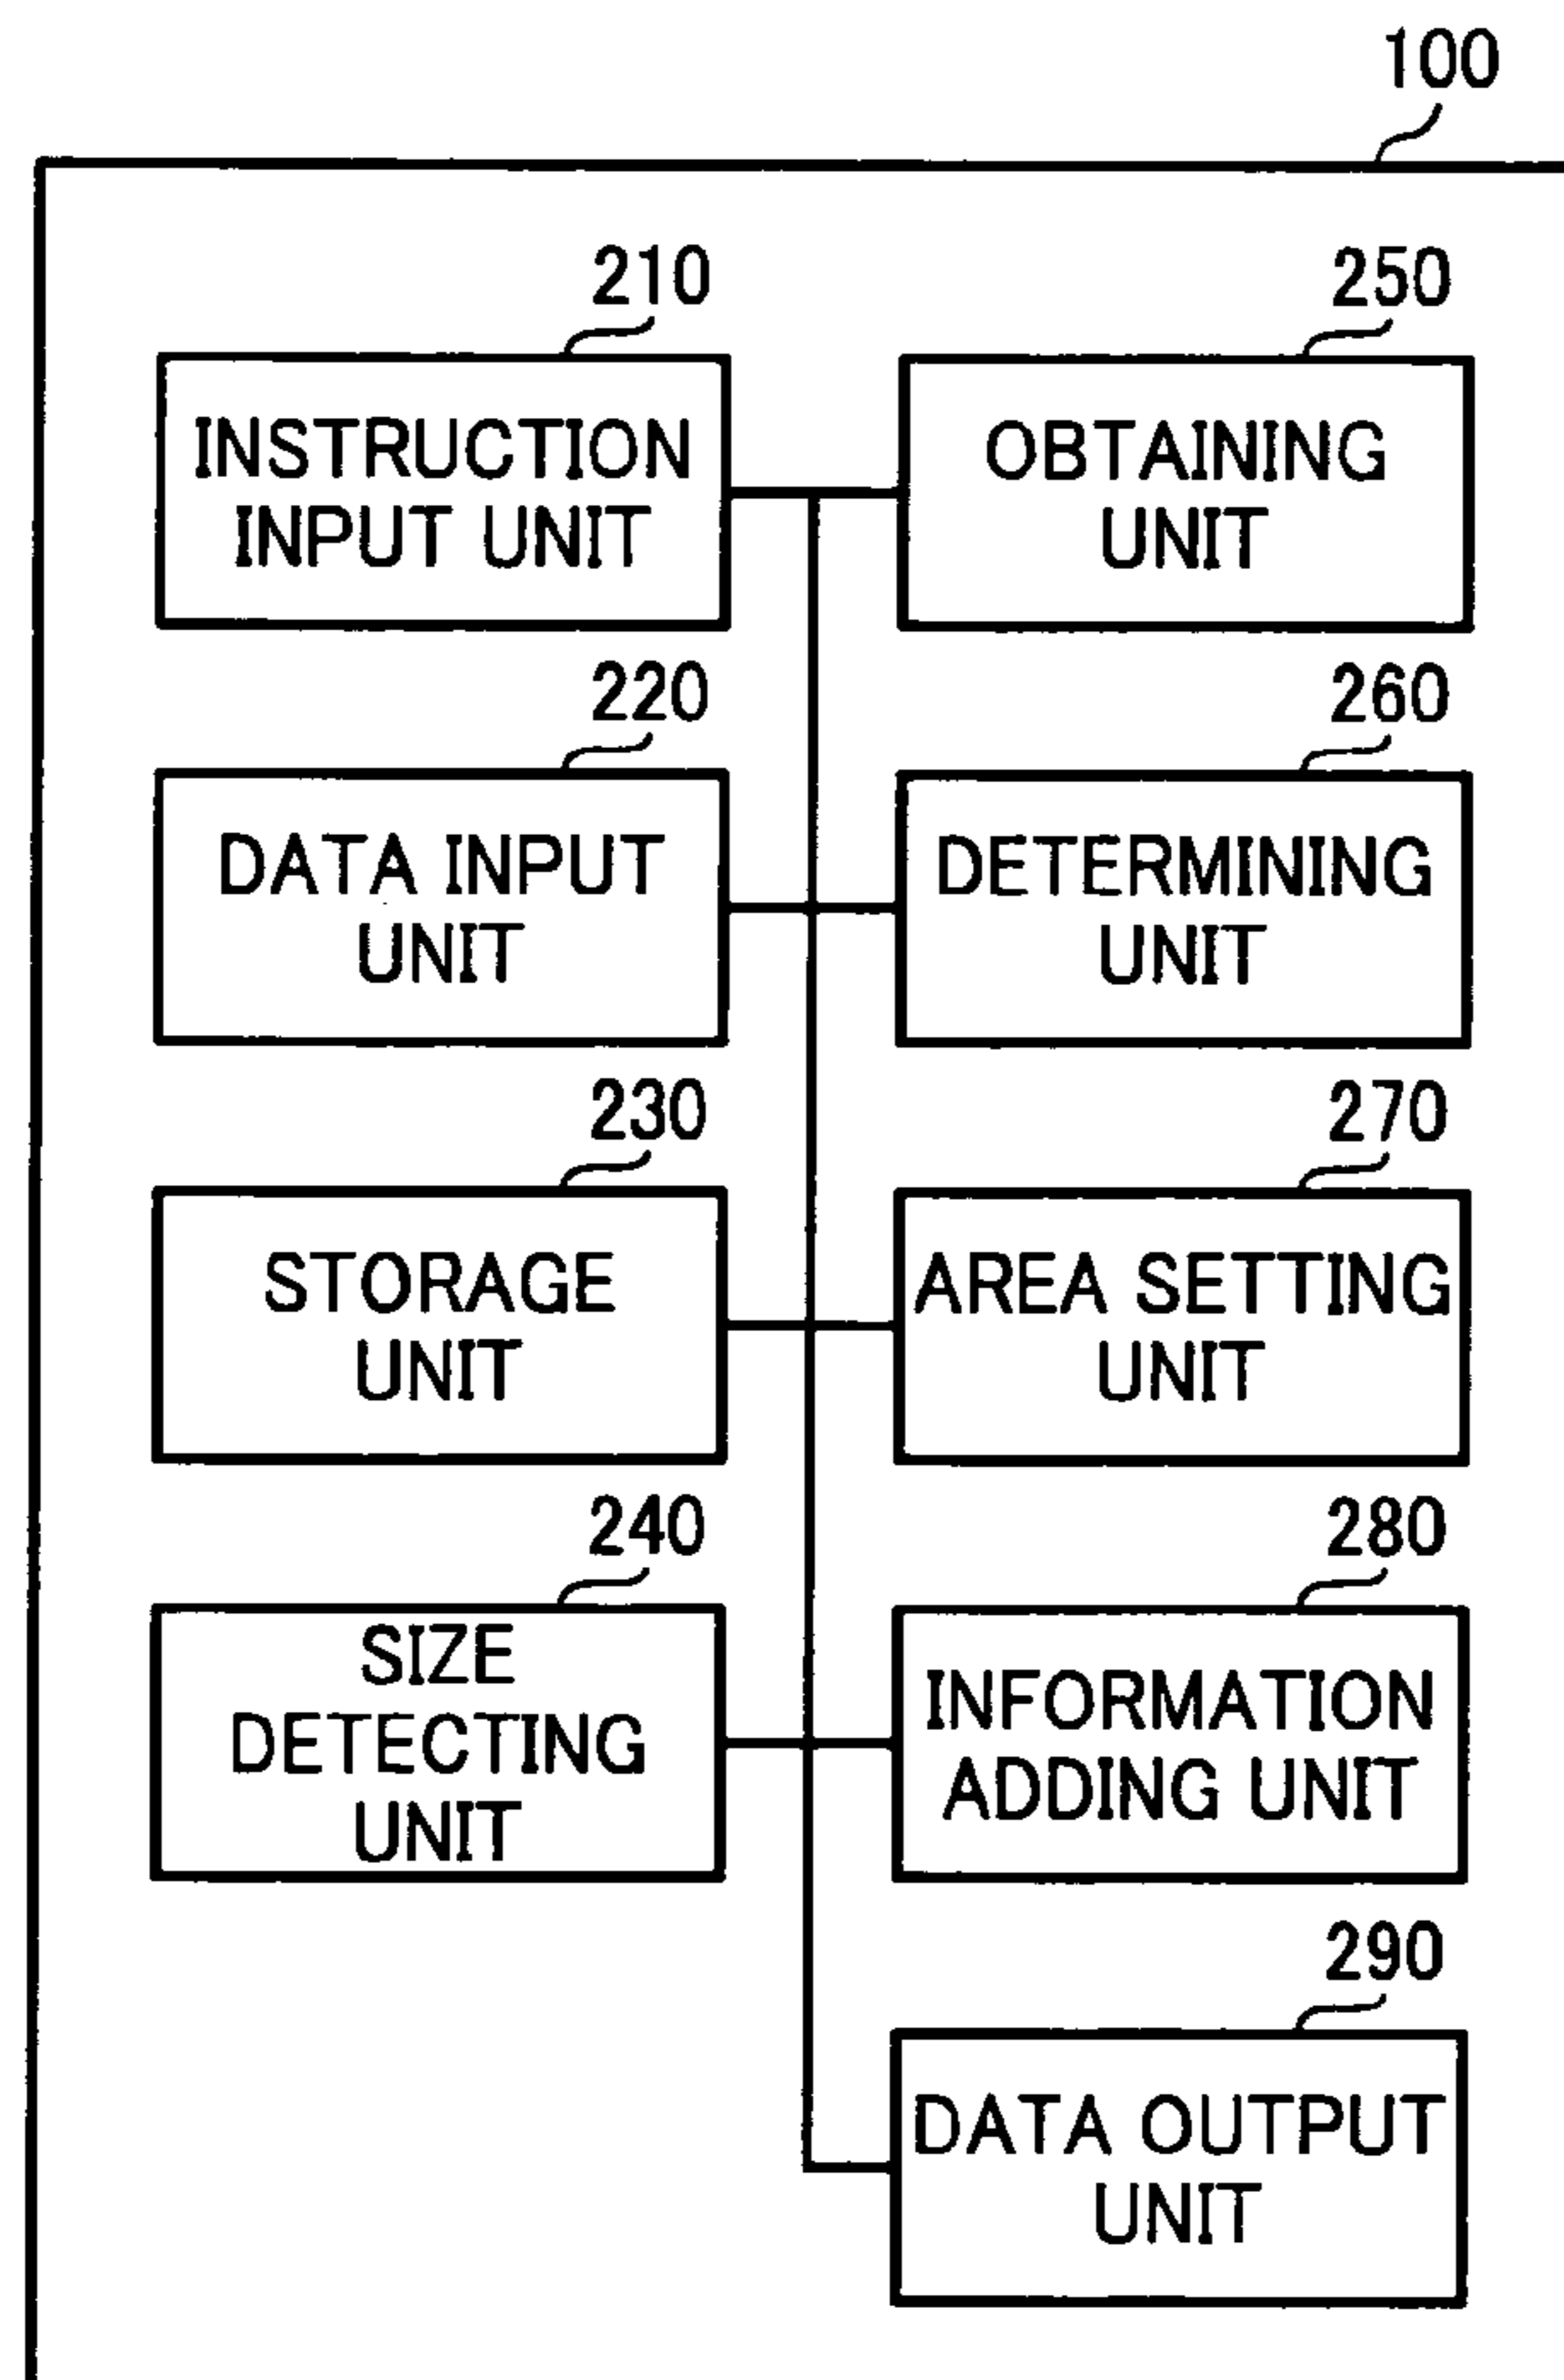 100
210
INSTRUCTION
INPUT UNIT
250
OBTAINING
UNIT
220
DATA INPUT
UNIT
260
DETERMINING
UNIT
230
STORAGE
UNIT
270
AREA SETTING
UNIT
240
SIZE
DETECTING
UNIT
280
INFORMATION
ADDING UNIT
290
DATA OUTPUT
UNIT